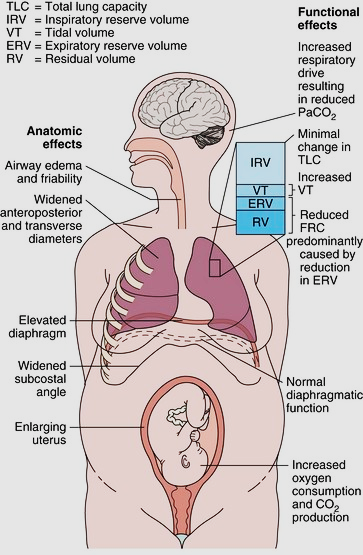 TLC = Total lung capacity
IRV = Inspiratory reserve volume
VT = Tidal volume
ERV = Expiratory reserve volume
RV = Residual volume
Functional
effects
Increased
respiratory
drive
resulting
in reduced
PaCO2
Minimal
change in
TLC
Increased
VT
Reduced
FRC
predominantly
caused by
reduction
in ERV
IRV
VT
ERV
RV
Anatomic
effects
Airway edema
and friability
Widened
anteroposterior
and transverse
diameters
Elevated
diaphragm
Widened
subcostal
angle
Enlarging
uterus
Normal
diaphragmatic
function
Increased
oxygen
consumption
and CO2
production